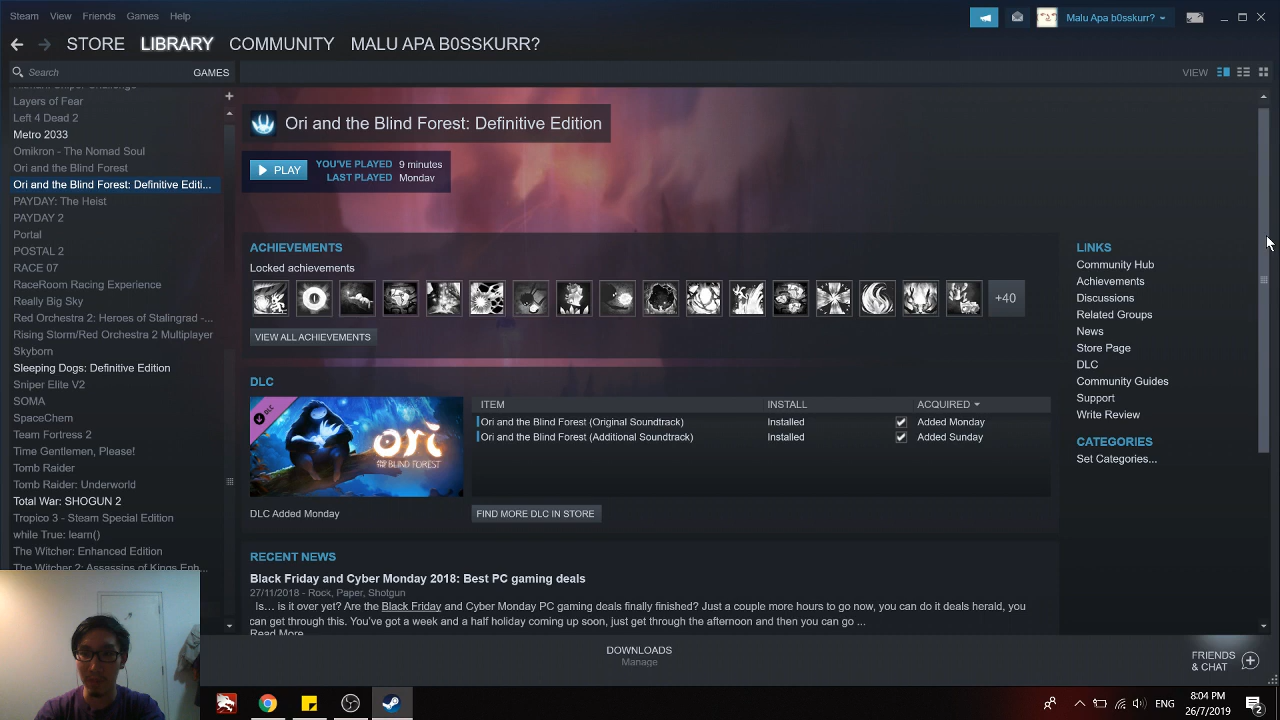 Steam View Friends Games Help
Malu Apa b0sskurr?
STORE LIBRARY COMMUNITY MALU APA B0SSKURR?
Search GAMES
VIEW
Layers of Fear
Left 4 Dead 2
Metro 2033
Omikron - The Nomad Soul
Ori and the Blind Forest
Ori and the Blind Forest: Definitive Editi...
PAYDAY: The Heist
PAYDAY 2
Portal
POSTAL 2
RACE 07
RaceRoom Racing Experience
Really Big Sky
Red Orchestra 2: Heroes of Stalingrad -...
Rising Storm/Red Orchestra 2 Multiplayer
Skyborn
Sleeping Dogs: Definitive Edition
Sniper Elite V2
SOMA
SpaceChem
Team Fortress 2
Time Gentlemen, Please!
Tomb Raider
Tomb Raider: Underworld
Total War: SHOGUN 2
Tropico 3 - Steam Special Edition
while True: learn()
The Witcher: Enhanced Edition
The Witcher 2: Assassins of Kings Enh...
Ori and the Blind Forest: Definitive Edition
PLAY
YOU'VE PLAYED 9 minutes
LAST PLAYED Monday
ACHIEVEMENTS
Locked achievements
+40
VIEW ALL ACHIEVEMENTS
DLC
DLC
ori
AND THE BLIND FOREST
DLC Added Monday
ITEM INSTALL ACQUIRED
Ori and the Blind Forest (Original Soundtrack) Installed Added Monday
Ori and the Blind Forest (Additional Soundtrack) Installed Added Sunday
FIND MORE DLC IN STORE
RECENT NEWS
Black Friday and Cyber Monday 2018: Best PC gaming deals
27/11/2018 - Rock, Paper, Shotgun
Is… is it over yet? Are the Black Friday and Cyber Monday PC gaming deals finally finished? Just a couple more hours to go now, you can do it deals herald, you
can get through this. You've got a week and a half holiday coming up soon, just get through the afternoon and then you can go ...
Read More
LINKS
Community Hub
Achievements
Discussions
Related Groups
News
Store Page
DLC
Community Guides
Support
Write Review
CATEGORIES
Set Categories...
DOWNLOADS
Manage
FRIENDS
& CHAT
ENG
8:04 PM
26/7/2019
2